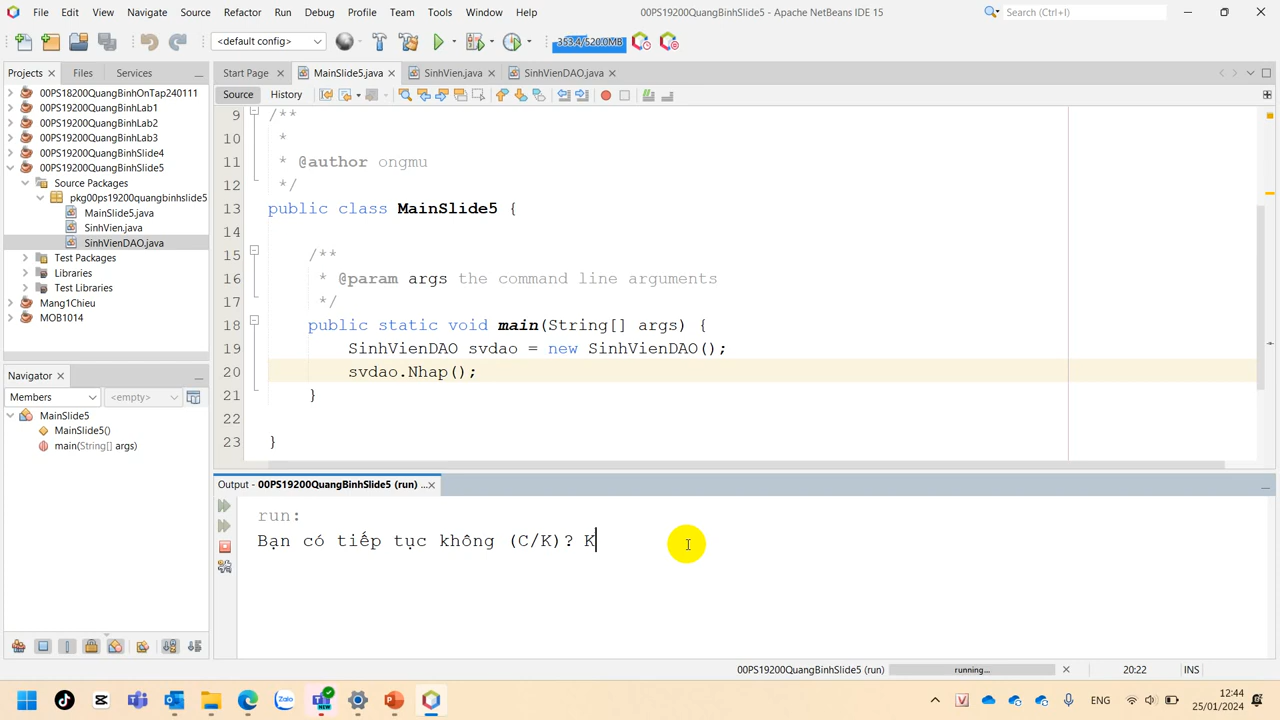 File Edit View Navigate Source Refactor Run Debug Profile Team Tools Window Help
00PS19200QuangBinhSlide5 - Apache NetBeans IDE 15
Search (Ctrl+I)
<default config>
353.4/520.0MB
Projects Files Services
00PS18200QuangBinhOnTap240111
00PS19200QuangBinhLab1
00PS19200QuangBinhLab2
00PS19200QuangBinhLab3
00PS19200QuangBinhSlide4
00PS19200QuangBinhSlide5
Source Packages
pkg00ps19200quangbinhslide5
MainSlide5.java
SinhVien.java
SinhVienDAO.java
Test Packages
Libraries
Test Libraries
Mang1Chieu
MOB1014
Navigator
Members
<empty>
MainSlide5
MainSlide5()
main(String[] args)
Start Page MainSlide5.java SinhVien.java SinhVienDAO.java
Source History
9 /**
10 *
11 * @author ongmu
12 */
13 public class MainSlide5 {
14
15 /**
16 * @param args the command line arguments
17 */
18 public static void main(String[] args) {
19 SinhVienDAO svdao = new SinhVienDAO();
20 svdao.Nhap();
21 }
22
23 }
Output - 00PS19200QuangBinhSlide5 (run) ...
run:
Bạn có tiếp tục không (C/K)? K
00PS19200QuangBinhSlide5 (run) running... 20:22 INS
Zalo
NEW
ENG
12:44
25/01/2024